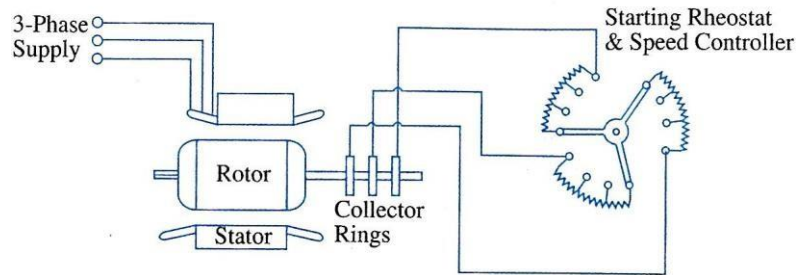 3-Phase
Supply
Starting Rheostat
& Speed Controller
Rotor
Collector
Rings
Stator